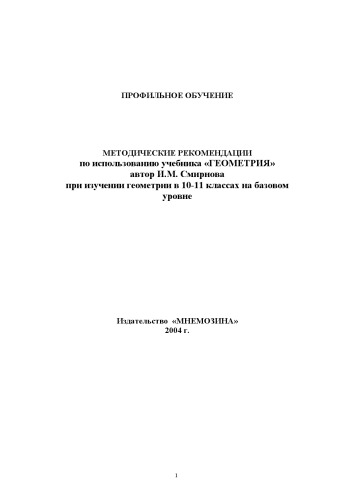 ПРОФИЛЬНОЕ ОБУЧЕНИЕ
МЕТОДИЧЕСКИЕ РЕКОМЕНДАЦИИ
по использованию учебника «ГЕОМЕТРИЯ»
автор И.М. Смирнова
при изучении геометрии в 10-11 классах на базовом
уровне
Издательство «МНЕМОЗИНА»
2004 г.
1